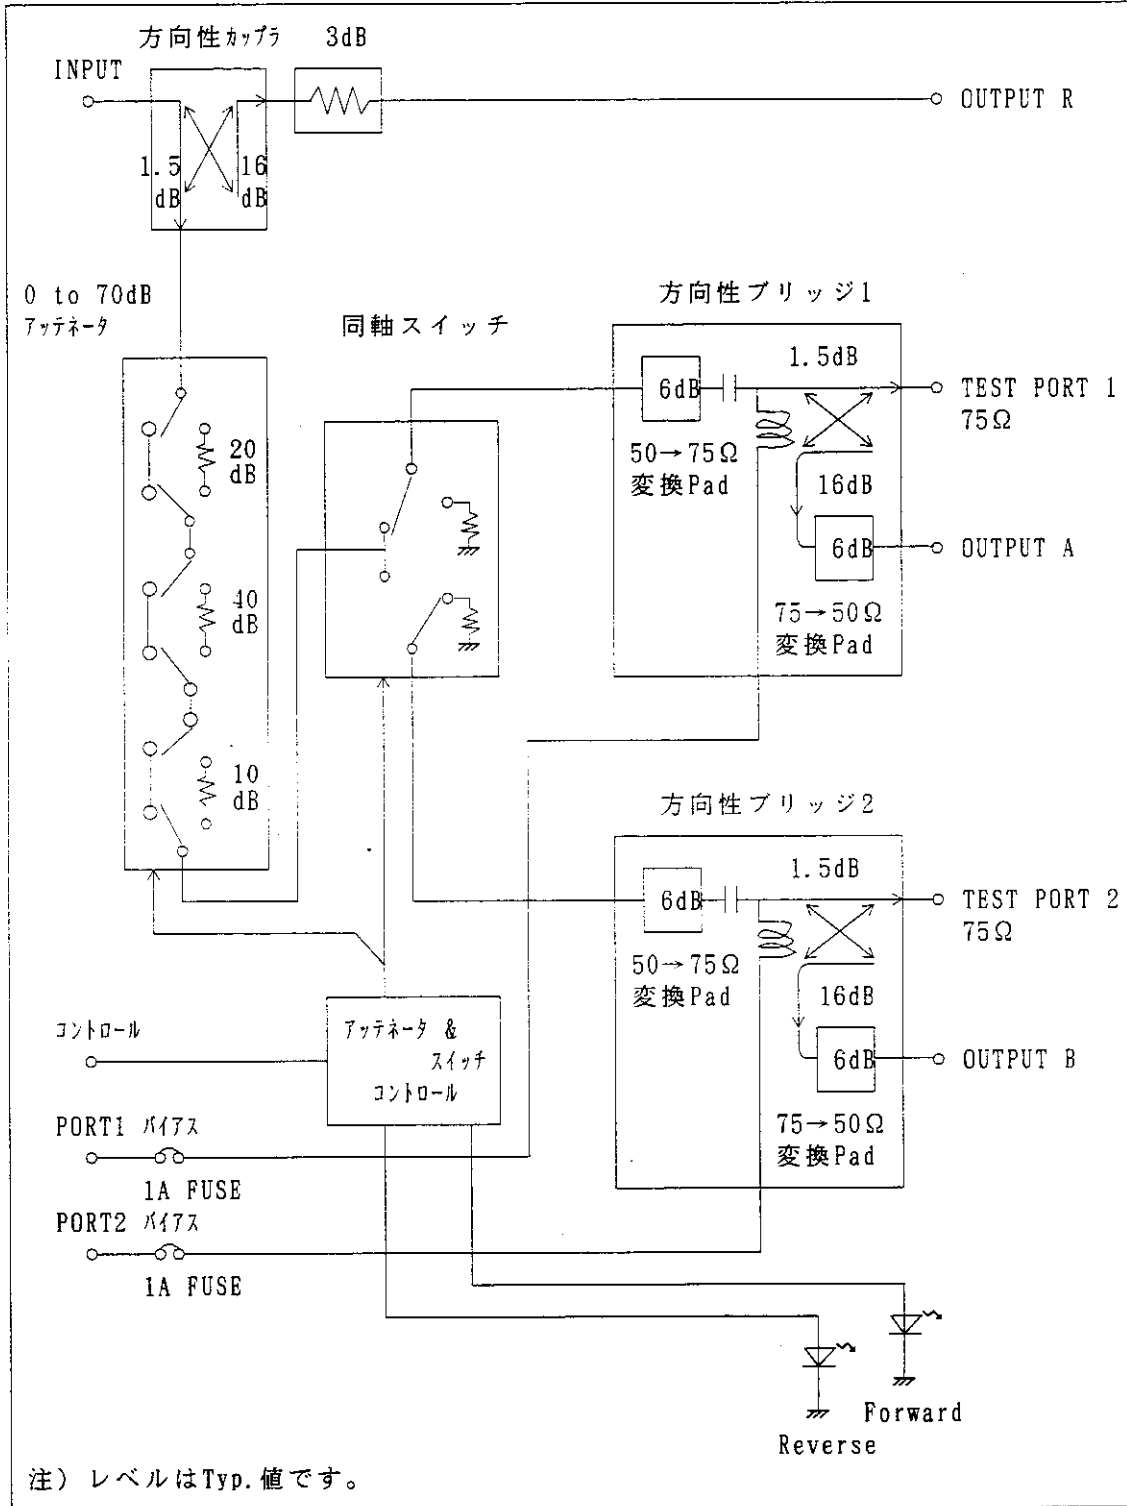 方向性カップラ
3dB
INPUT
OUTPUT R
1.5
dB
16
dB
0 to 70dB
アッテネータ
同軸スイッチ
方向性ブリッジ1
20
dB
6dB
1.5dB
TEST PORT 1
75Ω
50→75Ω
変換Pad
16dB
6dB
OUTPUT A
40
dB
75→50Ω
変換Pad
10
dB
方向性ブリッジ2
6dB
1.5dB
TEST PORT 2
75Ω
50→75Ω
変換Pad
16dB
6dB
OUTPUT B
75→50Ω
変換Pad
コントロール
アッテネータ &
スイッチ
コントロール
PORT1 バイアス
1A FUSE
PORT2 バイアス
1A FUSE
Forward
Reverse
注) レベルはTyp.値です。